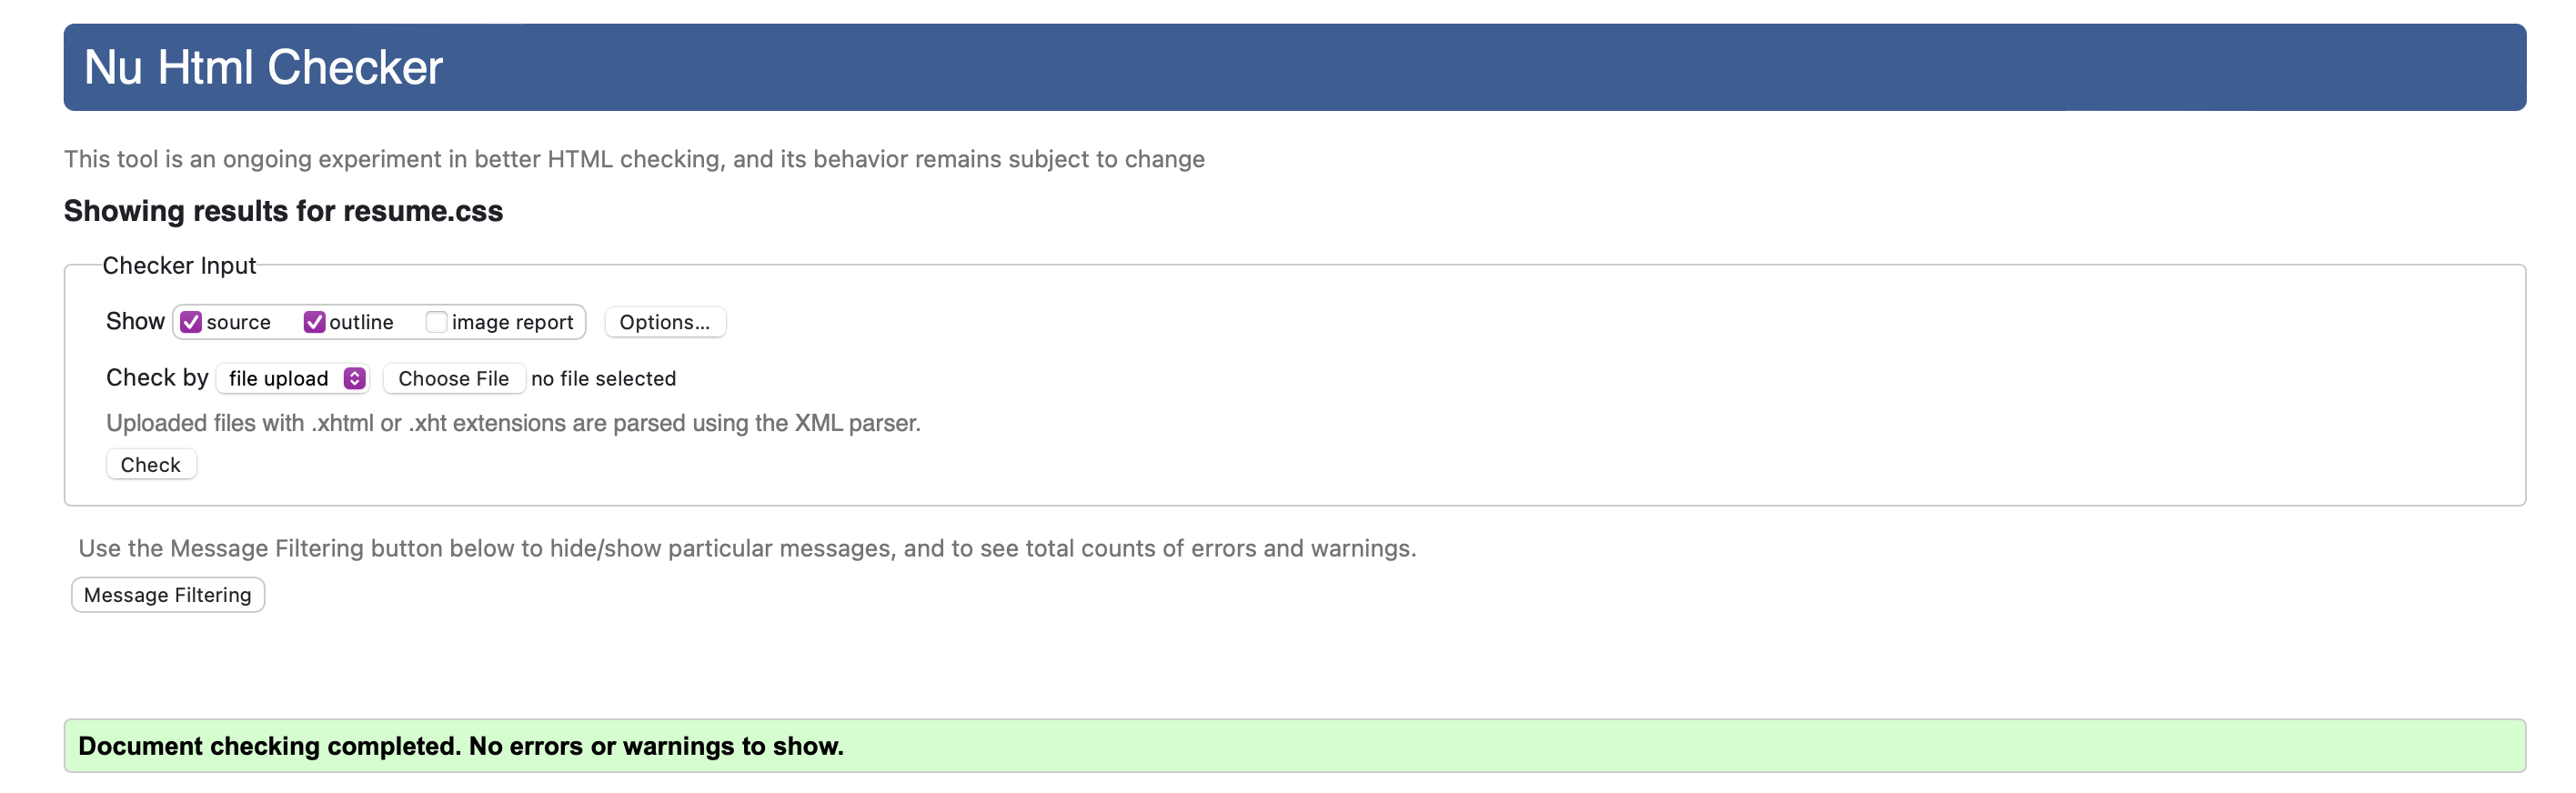 Nu Html Checker
This tool is an ongoing experiment in better HTML checking, and its behavior remains subject to change
Showing results for resume.css
Checker Input
Show source outline image report Options...
Check by file upload Choose File no file selected
Uploaded files with .xhtml or .xht extensions are parsed using the XML parser.
Check
Use the Message Filtering button below to hide/show particular messages, and to see total counts of errors and warnings.
Message Filtering
Document checking completed. No errors or warnings to show.